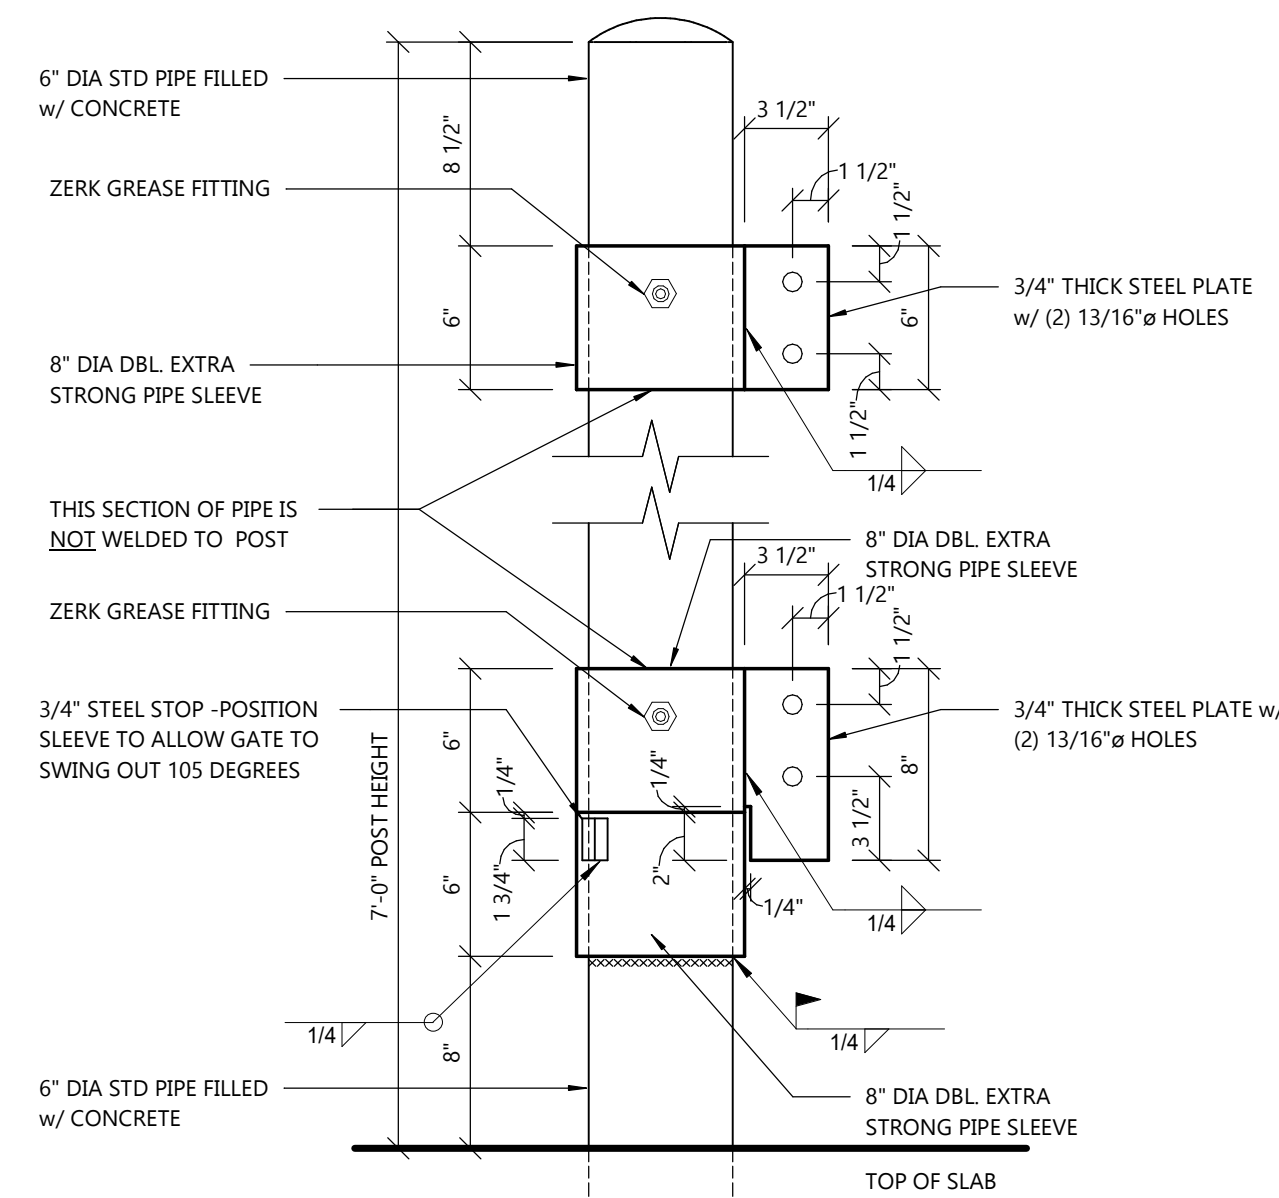 6" DIA STD PIPE FILLED
w/ CONCRETE
8 1/2"
3 1/2"
1 1/2"
1 1/2"
ZERK GREASE FITTING
6"
6"
3/4" THICK STEEL PLATE
w/ (2) 13/16"ø HOLES
8" DIA DBL. EXTRA
STRONG PIPE SLEEVE
1 1/2"
1/4
THIS SECTION OF PIPE IS
NOT WELDED TO POST
8" DIA DBL. EXTRA
STRONG PIPE SLEEVE
3 1/2"
1 1/2"
1 1/2"
ZERK GREASE FITTING
3/4" STEEL STOP -POSITION
SLEEVE TO ALLOW GATE TO
SWING OUT 105 DEGREES
7'-0" POST HEIGHT
6"
1/4"
1/4"
3/4" THICK STEEL PLATE w/
(2) 13/16"ø HOLES
8"
3 1/2"
6"
1 3/4"
2"
1/4"
1/4
1/4
8"
1/4
6" DIA STD PIPE FILLED
w/ CONCRETE
8" DIA DBL. EXTRA
STRONG PIPE SLEEVE
TOP OF SLAB